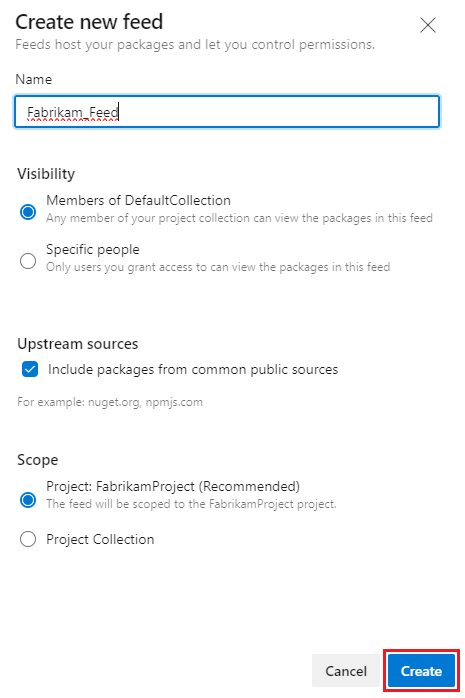 Create new feed
Feeds host your packages and let you control permissions.
Name
Fabrikam_Feed
Visibility
Members of DefaultCollection
Any member of your project collection can view the packages in this feed
Specific people
Only users you grant access to can view the packages in this feed
Upstream sources
Include packages from common public sources
For example: nuget.org, npmjs.com
Scope
Project: FabrikamProject (Recommended)
The feed will be scoped to the FabrikamProject project.
Project Collection
Cancel Create